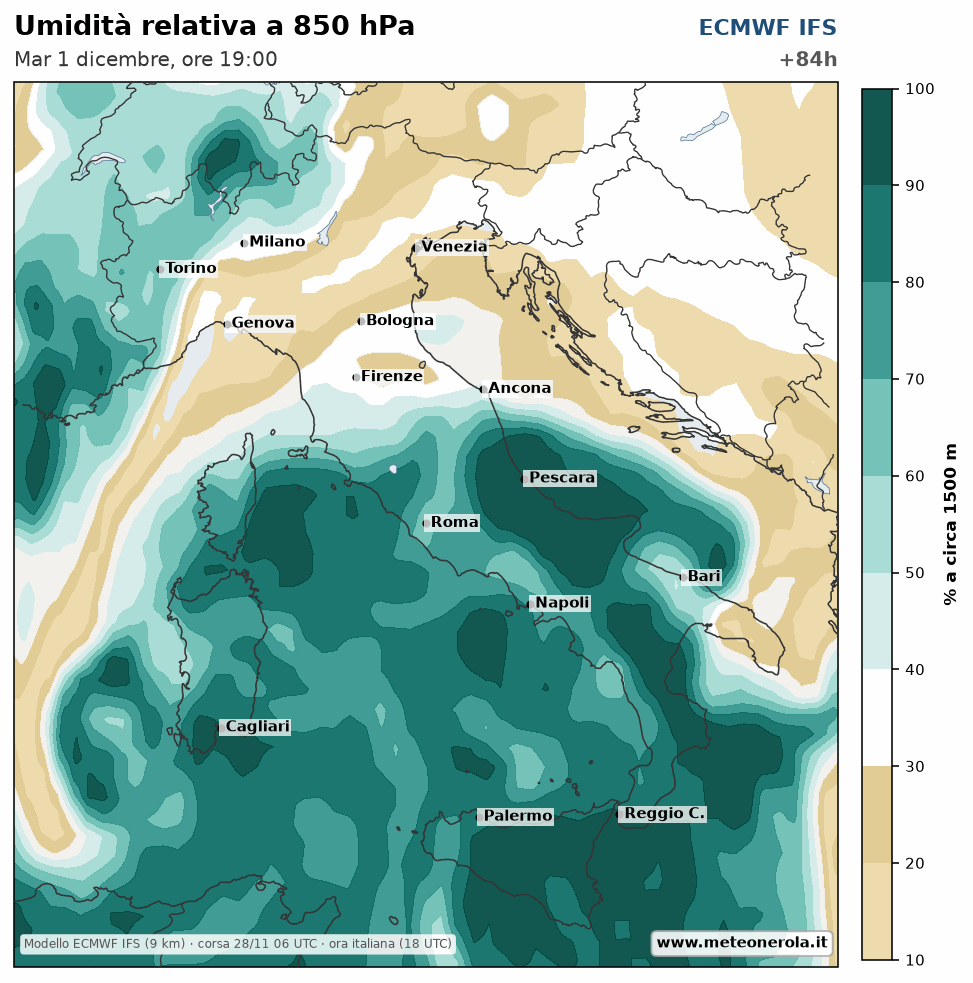 Umidità relativa a 850 hPa
ECMWF IFS
Mar 1 dicembre, ore 19:00
+84h
100
90
80
70
60
50
40
30
20
10
% a circa 1500 m
Milano
Venezia
Torino
Genova
Bologna
Firenze
Ancona
Pescara
Roma
Bari
Napoli
Cagliari
Palermo
Reggio C.
Modello ECMWF IFS (9 km) · corsa 28/11 06 UTC · ora italiana (18 UTC)
www.meteonerola.it